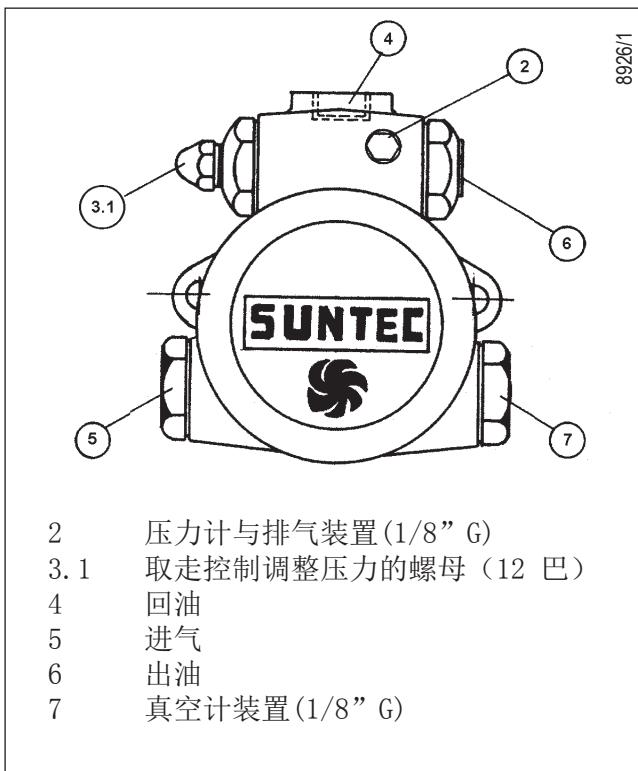 8926/1
4
2
3.1
6
SUNTEC
5
7
2 压力计与排气装置(1/8” G)
3.1 取走控制调整压力的螺母（12 巴）
4 回油
5 进气
6 出油
7 真空计装置(1/8” G)